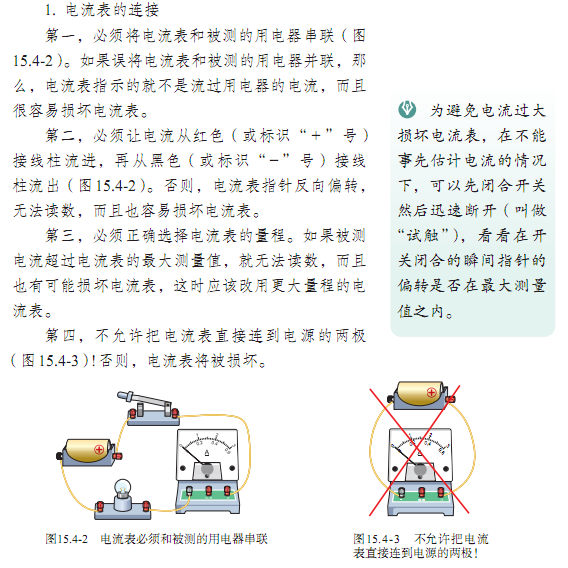 1. 电流表的连接
第一，必须将电流表和被测的用电器串联（图
15.4-2）。如果误将电流表和被测的用电器并联，那
么，电流表指示的就不是流过用电器的电流，而且
很容易损坏电流表。
第二，必须让电流从红色（或标识“＋”号）
接线柱流进，再从黑色（或标识“－”号）接线
柱流出（图15.4-2）。否则，电流表指针反向偏转，
无法读数，而且也容易损坏电流表。
第三，必须正确选择电流表的量程。如果被测
电流超过电流表的最大测量值，就无法读数，而且
也有可能损坏电流表，这时应该改用更大量程的电
流表。
第四，不允许把电流表直接连到电源的两极
（图15.4-3）!否则，电流表将被损坏。
为避免电流过大
损坏电流表，在不能
事先估计电流的情况
下，可以先闭合开关
然后迅速断开（叫做
“试触”），看看在开
关闭合的瞬间指针的
偏转是否在最大测量
值之内。
图15.4-2 电流表必须和被测的用电器串联
图15.4-3 不允许把电流
表直接连到电源的两极！